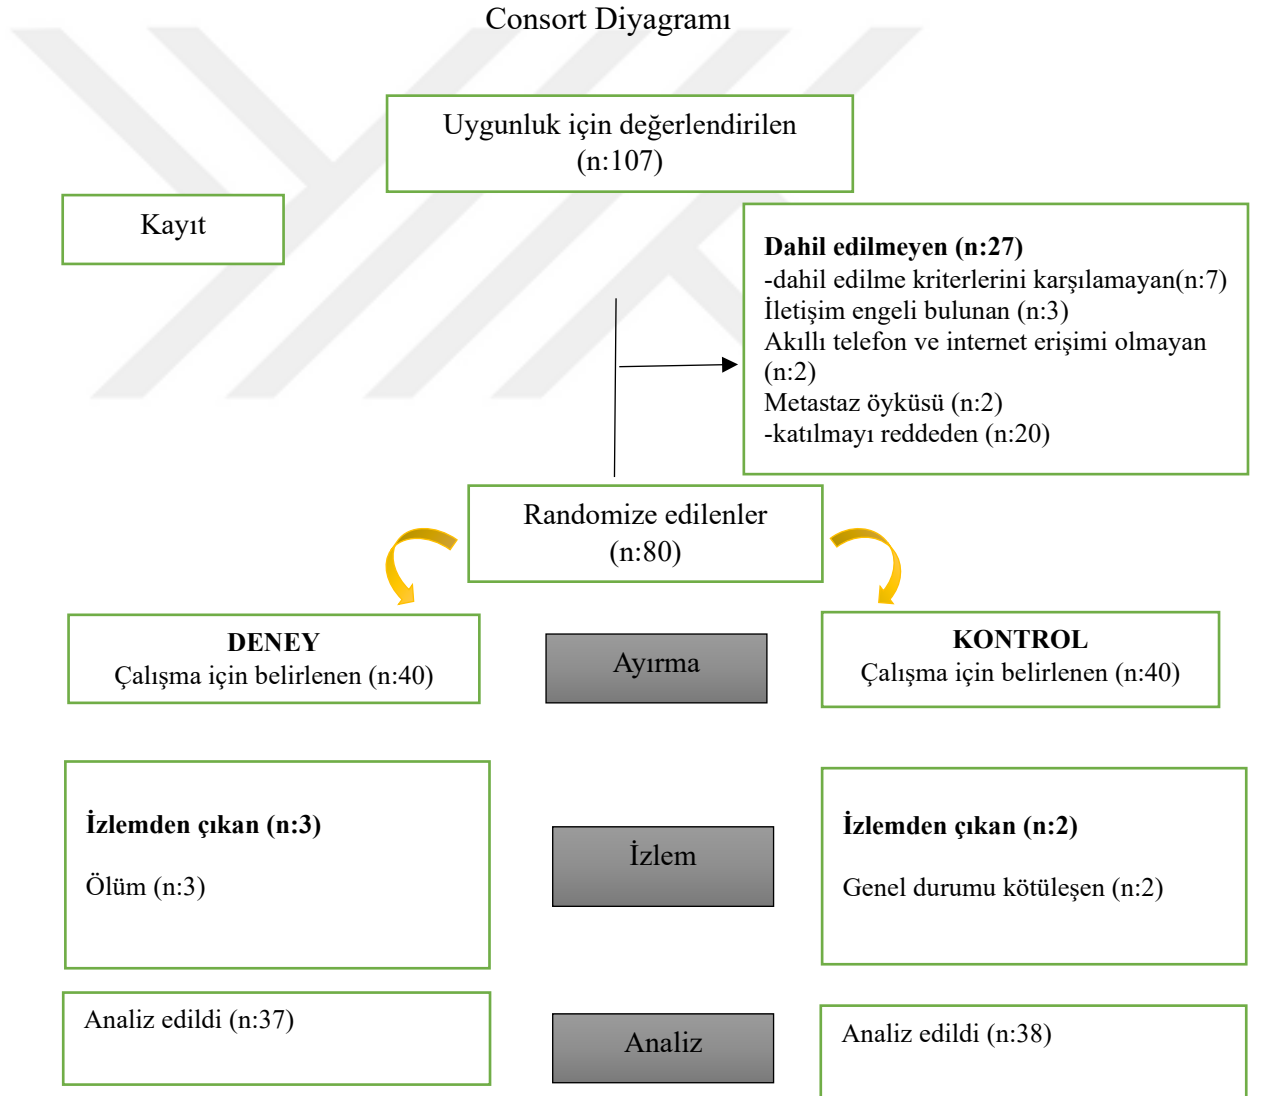 Consort Diyagramı
Uygunluk için değerlendirilen
(n:107)
Kayıt
Dahil edilmeyen (n:27)
-dahil edilme kriterlerini karşılamayan(n:7)
İletişim engeli bulunan (n:3)
Akıllı telefon ve internet erişimi olmayan
(n:2)
Metastaz öyküsü (n:2)
-katılmayı reddeden (n:20)
Randomize edilenler
(n:80)
DENEY
Çalışma için belirlenen (n:40)
Ayırma
KONTROL
Çalışma için belirlenen (n:40)
İzlemden çıkan (n:3)
Ölüm (n:3)
İzlem
İzlemden çıkan (n:2)
Genel durumu kötüleşen (n:2)
Analiz edildi (n:37)
Analiz
Analiz edildi (n:38)